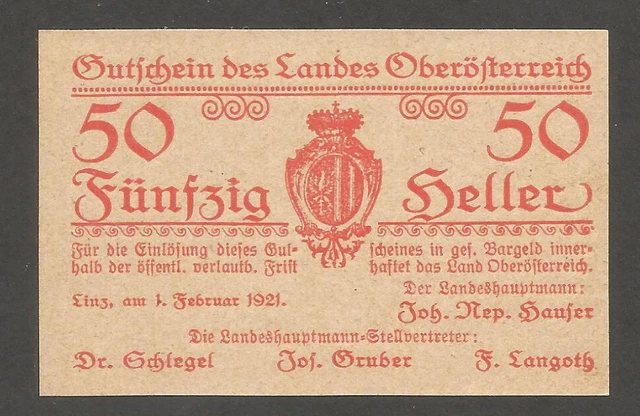 Gutschein des Landes Oberösterreich
50 50
Fünfzig Heller
Für die Einlösung dieses Gut- scheines in ges. Bargeld inner-
halb der öffentl. verlautb. Frist haftet das Land Oberösterreich.
Linz, am 1. Februar 1921.
Der Landeshauptmann:
Joh. Nep. Hauser
Die Landeshauptmann-Stellvertreter:
Dr. Schlegel Jos. Gruber F. Langoth